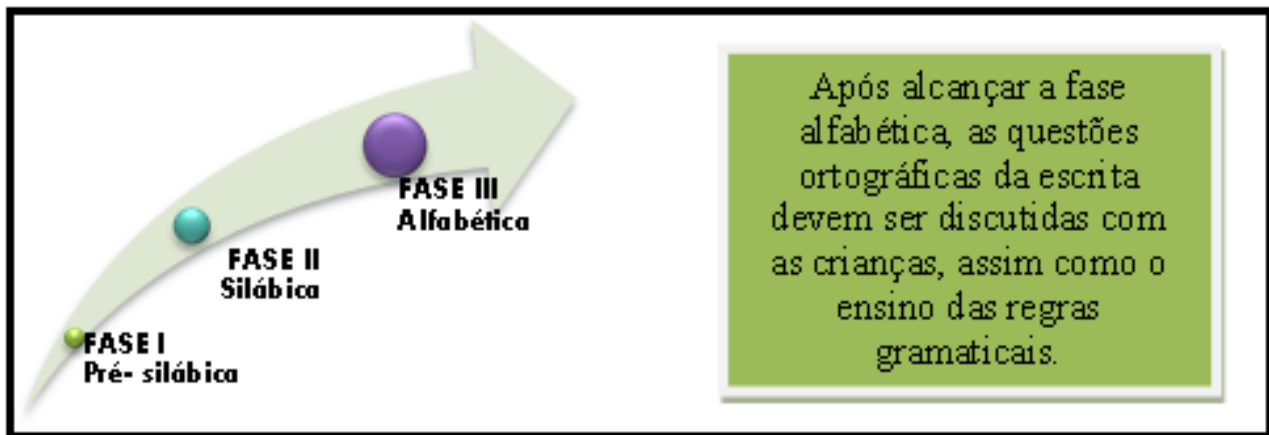 FASE I
Pré- silábica
FASE II
Silábica
FASE III
Alfabética
Após alcançar a fase
alfabética, as questões
ortográficas da escrita
devem ser discutidas com
as crianças, assim como o
ensino das regras
gramaticais.